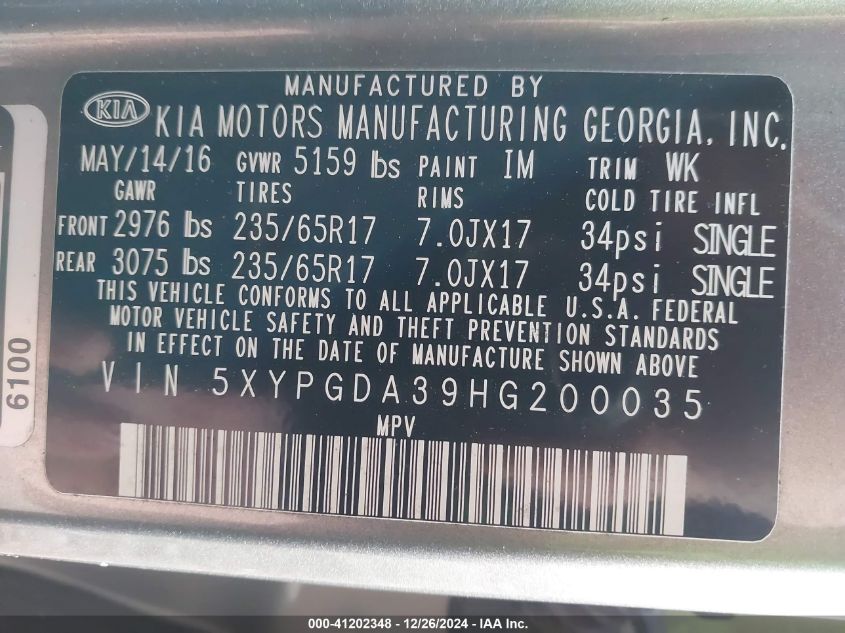 MANUFACTURED BY
KIA KIA MOTORS MANUFACTURING GEORGIA, INC.
MAY/14/16 GVWR 5159 lbs PAINT IM TRIM WK
GAWR TIRES RIMS COLD TIRE INFL
FRONT 2976 lbs 235/65R17 7.0JX17 34psi SINGLE
REAR 3075 lbs 235/65R17 7.0JX17 34psi SINGLE
THIS VEHICLE CONFORMS TO ALL APPLICABLE U.S.A. FEDERAL
MOTOR VEHICLE SAFETY AND THEFT PREVENTION STANDARDS
IN EFFECT ON THE DATE OF MANUFACTURE SHOWN ABOVE
VIN 5XYPGDA39HG200035
MPV
6100
000-41202348 - 12/26/2024 - IAA Inc.